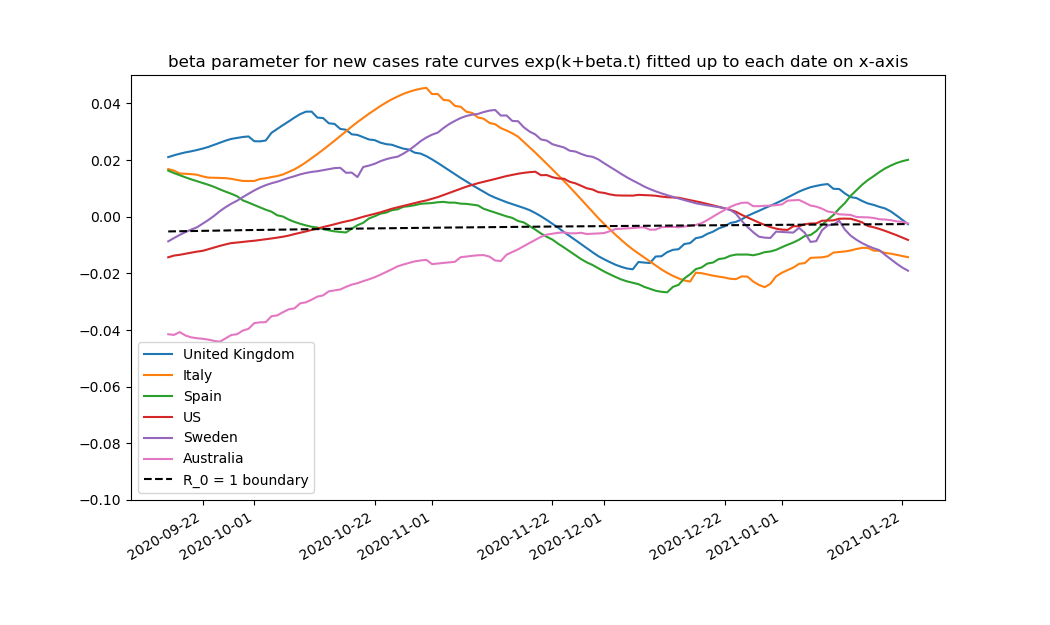 beta parameter for new cases rate curves exp(k+beta.t) fitted up to each date on x-axis
0.04
0.02
0.00
−0.02
−0.04
−0.06
−0.08
−0.10
United Kingdom
Italy
Spain
US
Sweden
Australia
R_0 = 1 boundary
2020-09-22
2020-10-01
2020-10-22
2020-11-01
2020-11-22
2020-12-01
2020-12-22
2021-01-01
2021-01-22